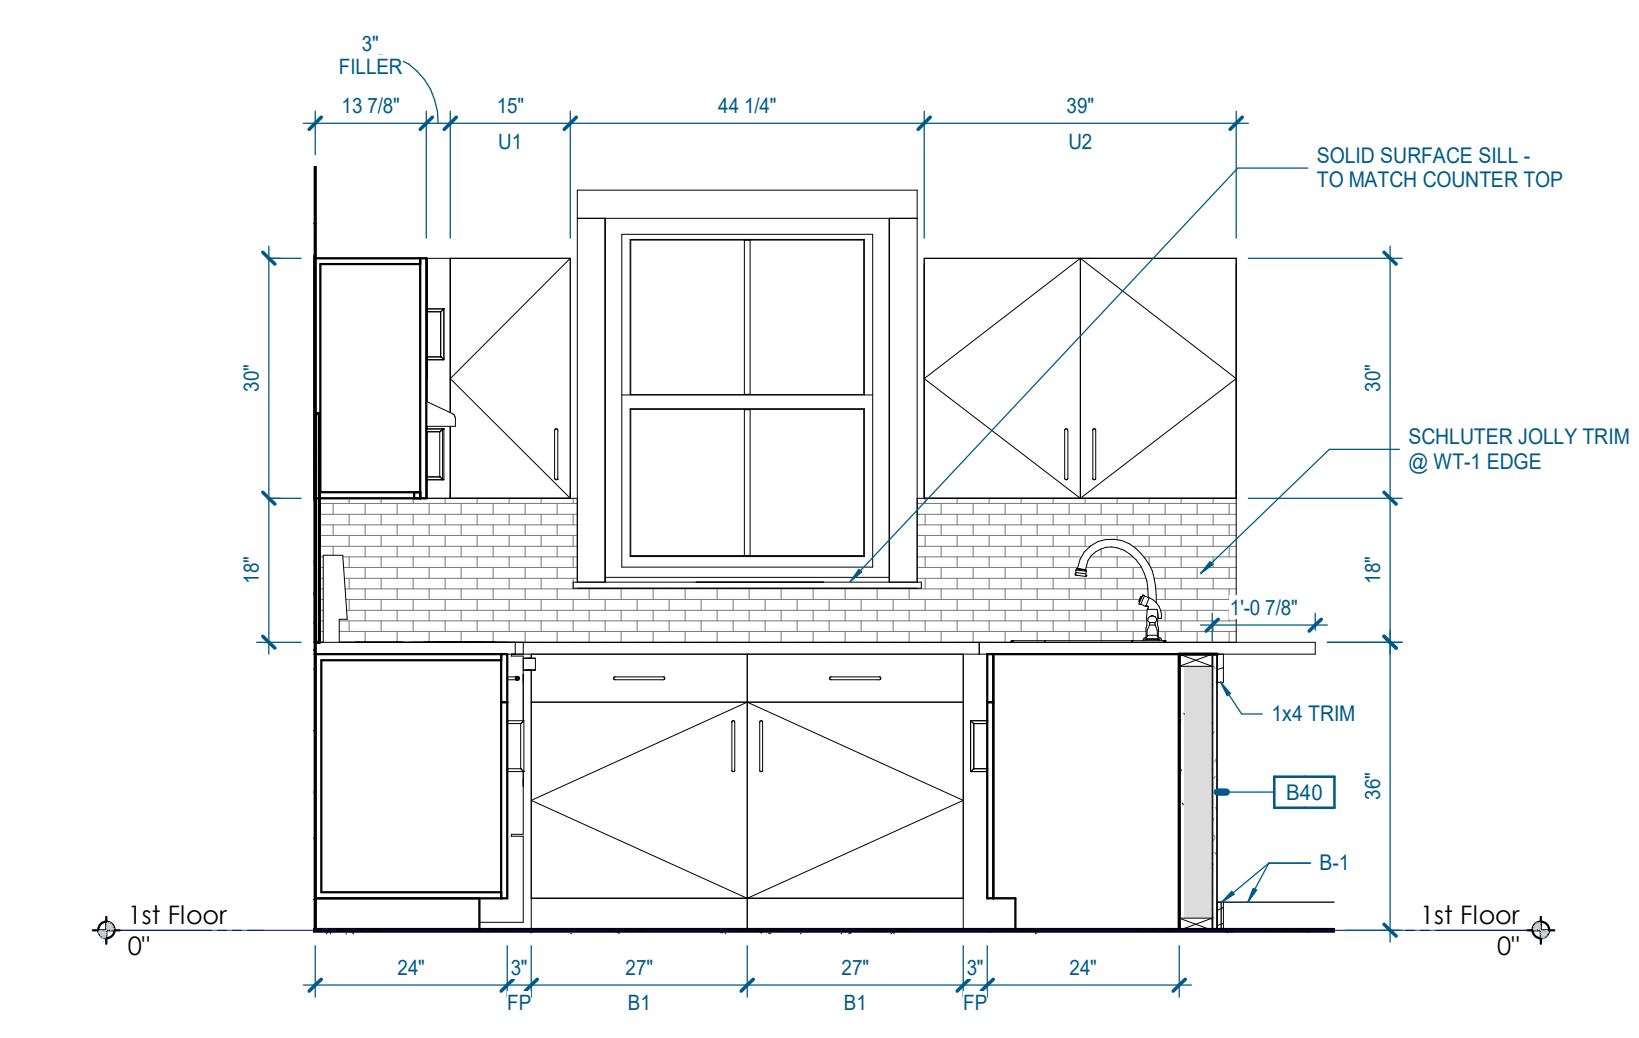 3"
FILLER
13 7/8"
15"
44 1/4"
39"
U1
U2
SOLID SURFACE SILL -
TO MATCH COUNTER TOP
30"
30"
SCHLUTER JOLLY TRIM
@ WT-1 EDGE
18"
18"
1'-0 7/8"
1x4 TRIM
36"
B40
B-1
1st Floor
0"
1st Floor
0"
24"
3"
27"
27"
3"
24"
FP
B1
B1
FP